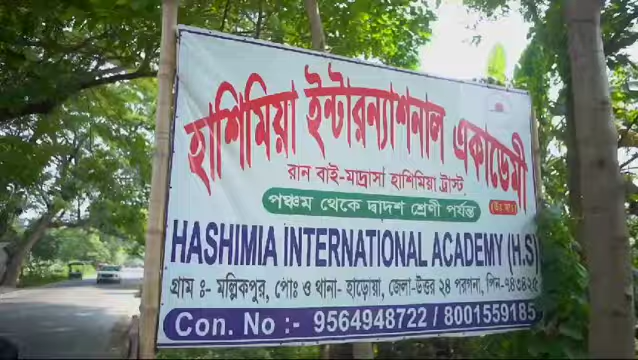 হাশিমিয়া ইন্টারন্যাশনাল একাডেমী
রান বাই-মাদ্রাসা হাশিমিয়া ট্রাস্ট
পঞ্চম থেকে দ্বাদশ শ্রেণী পর্যন্ত (উঃ মাঃ)
HASHIMIA INTERNATIONAL ACADEMY (H.S)
গ্রাম ঃ- মল্লিকপুর, পোঃ ও থানা- হাড়োয়া, জেলা-উত্তর ২৪ পরগনা, পিন-৭৪৩৪২৫
Con. No :- 9564948722 / 8001559185